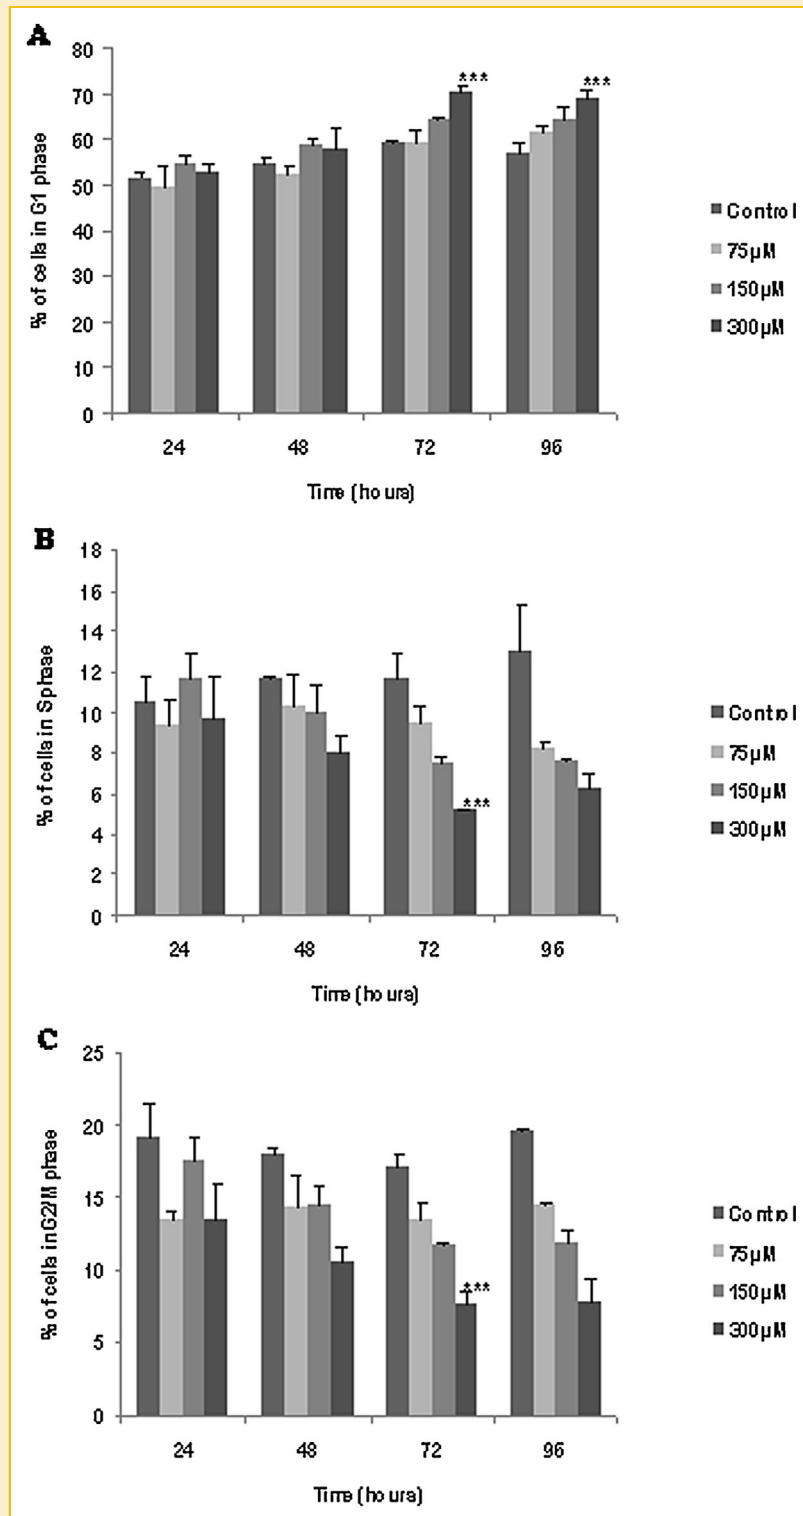 A
80
70
60
50
40
30
20
10
0
% of cells in G1 phase
***
***
24 48 72 96
Time (hours)
Control
75µM
150µM
300µM
B
18
16
14
12
10
8
6
4
2
0
% of cells in S phase
***
24 48 72 96
Time (hours)
Control
75µM
150µM
300µM
C
25
20
15
10
5
0
% of cells in G2/M phase
***
24 48 72 96
Time (hours)
Control
75µM
150µM
300µM